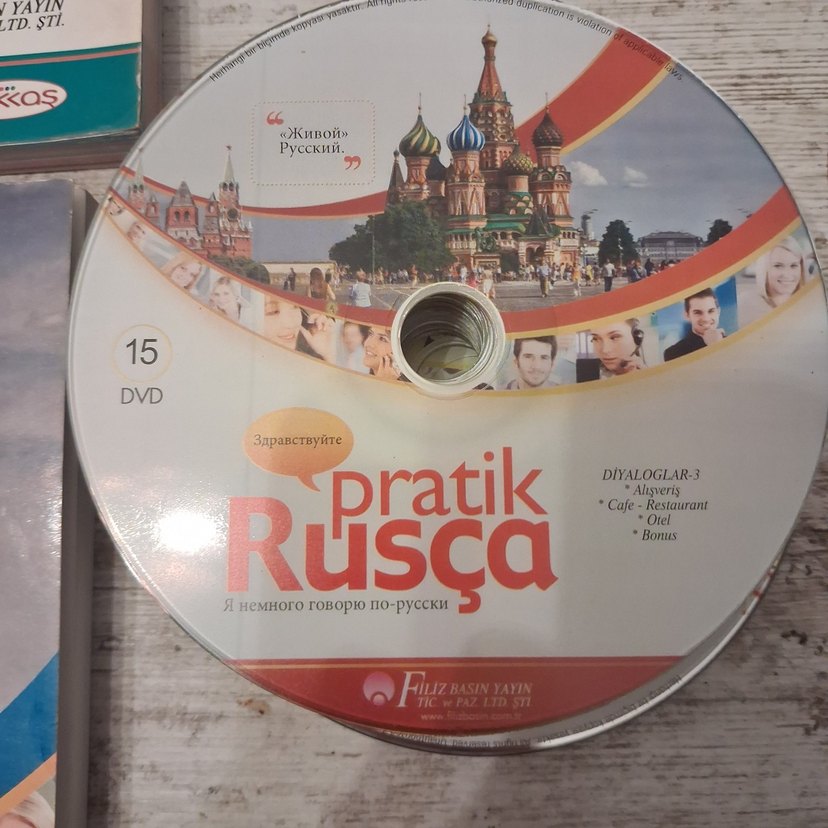 N YAYIN
LTD. ŞTİ.
kkaş
Herhangi bir biçimde kopyası yasaktır. All rights duplication is violation of applicable laws.
“
«Живой»
Русский.
”
15
DVD
Здравствуйте
pratik
Rusça
Я немного говорю по-русски
DİYALOGLAR-3
* Alışveriş
* Cafe - Restaurant
* Otel
* Bonus
FİLİZ BASIN YAYIN
TİC. ve PAZ. LTD. ŞTİ
www.filizbasin.com.tr